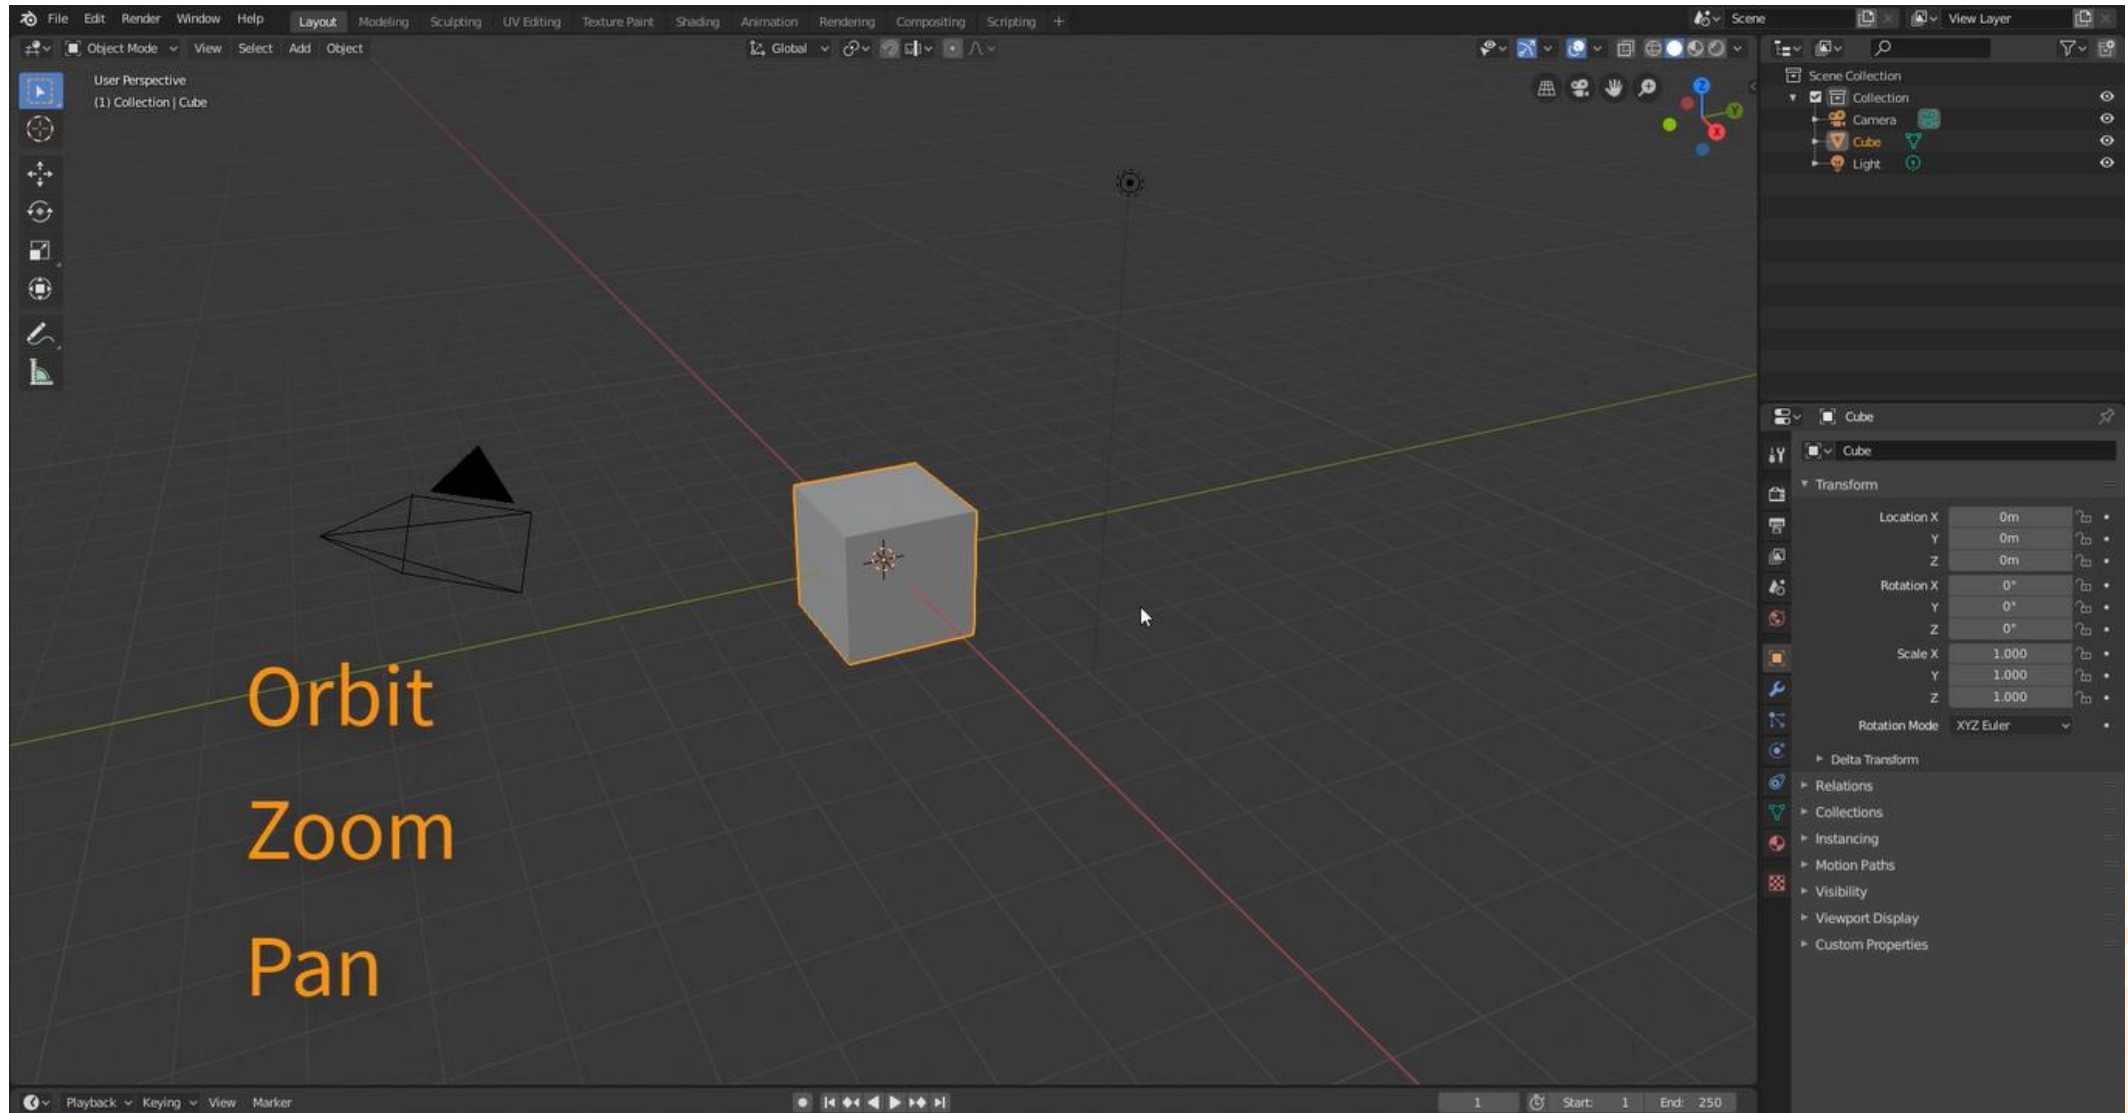 File Edit Render Window Help Layout Modeling Sculpting UV Editing Texture Paint Shading Animation Rendering Compositing Scripting + Scene View Layer
Object Mode View Select Add Object Global
User Perspective
(1) Collection | Cube
Z
Y
X
Scene Collection
Collection
Camera
Cube
Light
Cube
Cube
Transform
Location X 0m
Y 0m
Z 0m
Rotation X 0°
Y 0°
Z 0°
Scale X 1.000
Y 1.000
Z 1.000
Rotation Mode XYZ Euler
Delta Transform
Relations
Collections
Instancing
Motion Paths
Visibility
Viewport Display
Custom Properties
Orbit
Zoom
Pan
Playback Keying View Marker 1 Start: 1 End: 250